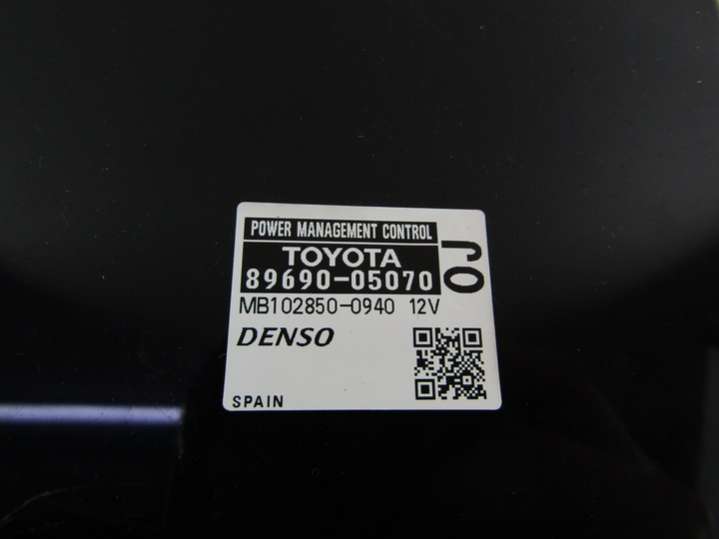 POWER MANAGEMENT CONTROL
TOYOTA
89690-05070
JO
MB102850-0940 12V
DENSO
SPAIN